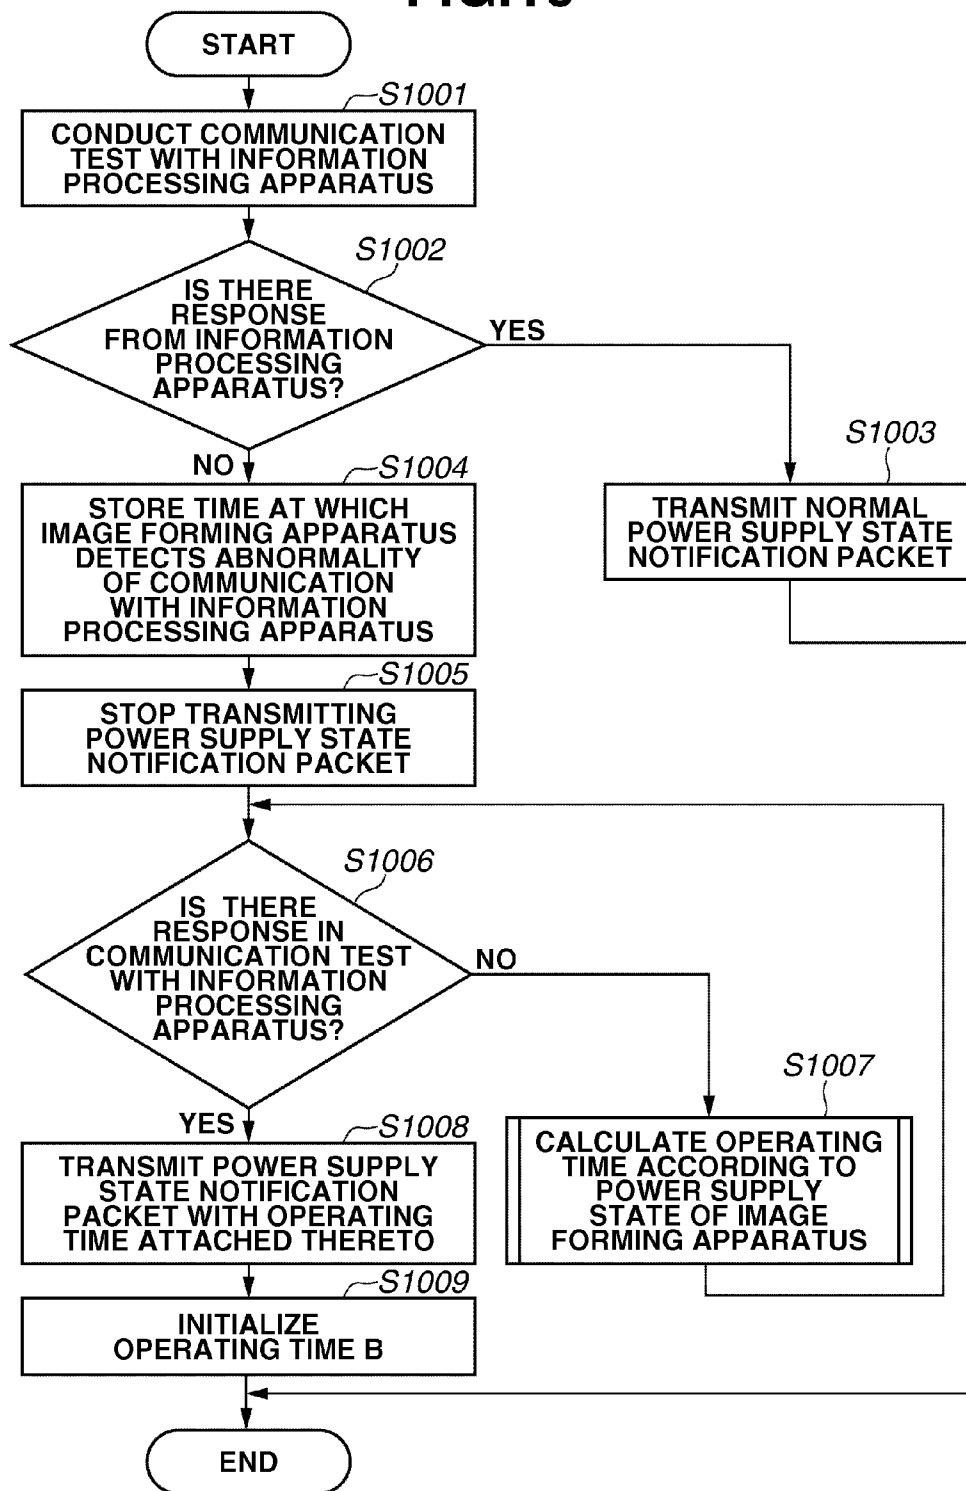 START
S1001
CONDUCT COMMUNICATION
TEST WITH INFORMATION
PROCESSING APPARATUS
S1002
IS THERE
RESPONSE
FROM INFORMATION
PROCESSING
APPARATUS?
YES
NO
S1003
TRANSMIT NORMAL
POWER SUPPLY STATE
NOTIFICATION PACKET
S1004
STORE TIME AT WHICH
IMAGE FORMING APPARATUS
DETECTS ABNORMALITY
OF COMMUNICATION
WITH INFORMATION
PROCESSING APPARATUS
S1005
STOP TRANSMITTING
POWER SUPPLY STATE
NOTIFICATION PACKET
S1006
IS THERE
RESPONSE IN
COMMUNICATION TEST
WITH INFORMATION
PROCESSING
APPARATUS?
NO
YES
S1007
CALCULATE OPERATING
TIME ACCORDING TO
POWER SUPPLY
STATE OF IMAGE
FORMING APPARATUS
S1008
TRANSMIT POWER SUPPLY
STATE NOTIFICATION
PACKET WITH OPERATING
TIME ATTACHED THERETO
S1009
INITIALIZE
OPERATING TIME B
END